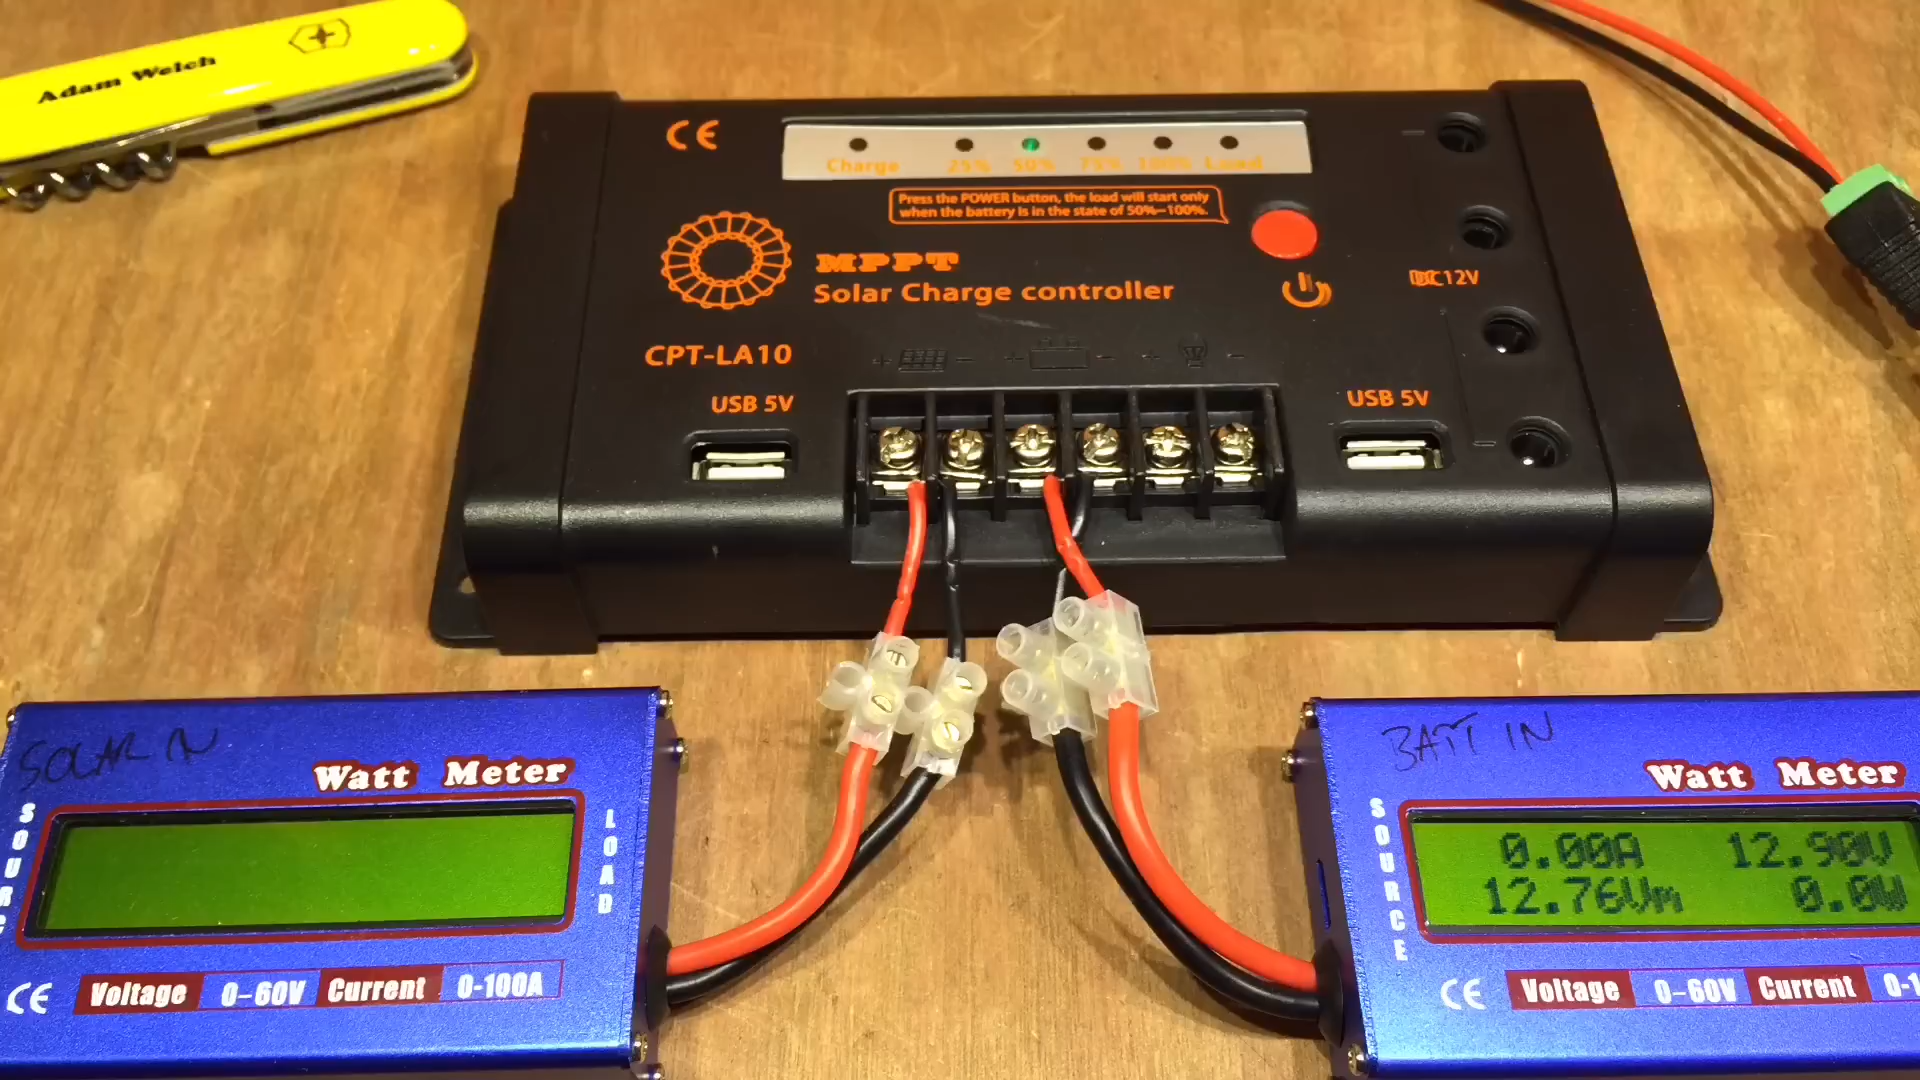 Adam Welch
CE
Charge 25% 50% 75% 100% Load
Press the POWER button, the load will start only
when the battery is in the state of 50%—100%.
MPPT
Solar Charge controller
DC12V
CPT-LA10
USB 5V
USB 5V
+ - + - + -
SOLAR IN
Watt Meter
SOURCE
LOAD
CE Voltage 0-60V Current 0-100A
BATT IN
Watt Meter
SOURCE
0.00A 12.90V
12.76Vm 0.0W
CE Voltage 0-60V Current 0-1